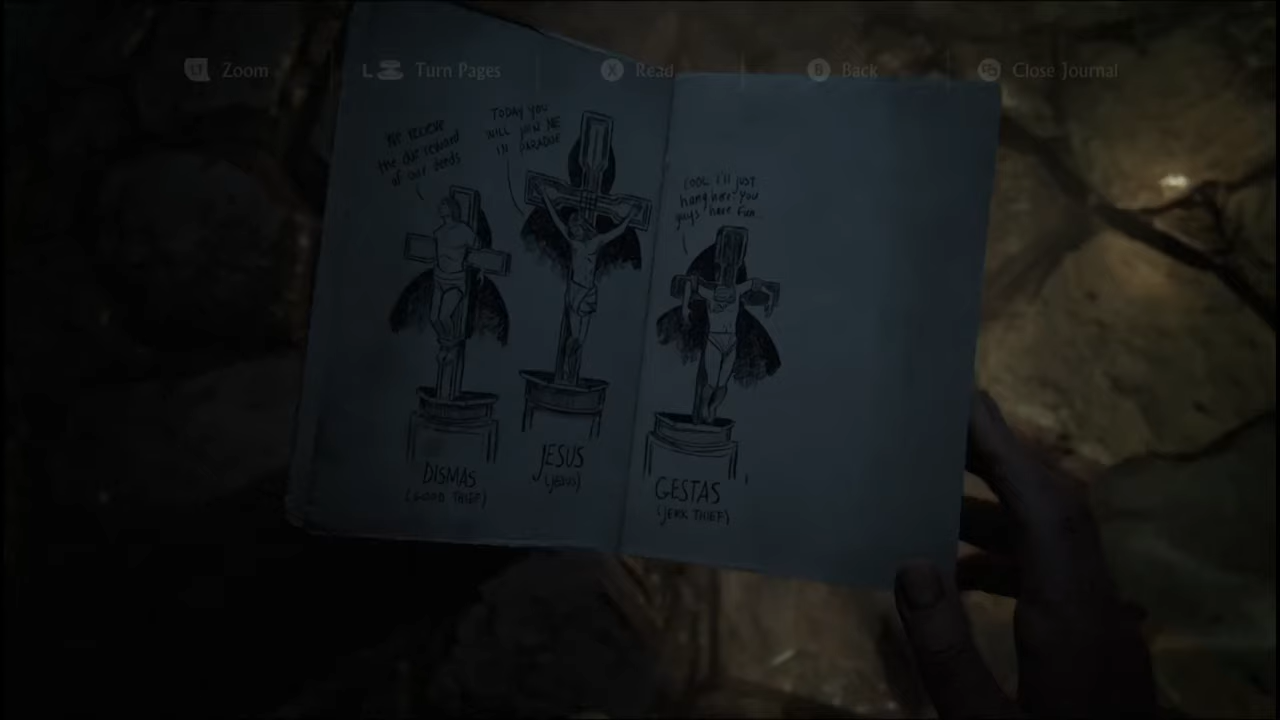 LT Zoom
L Turn Pages
X Read
B Back
Close Journal
We receive
the due reward
of our deeds
TODAY YOU
WILL JOIN ME
IN PARADISE
COOL I'll JUST
hang here. you
guys have fun...
DISMAS
(GOOD THIEF)
JESUS
(JESUS)
GESTAS
(JERK THIEF)